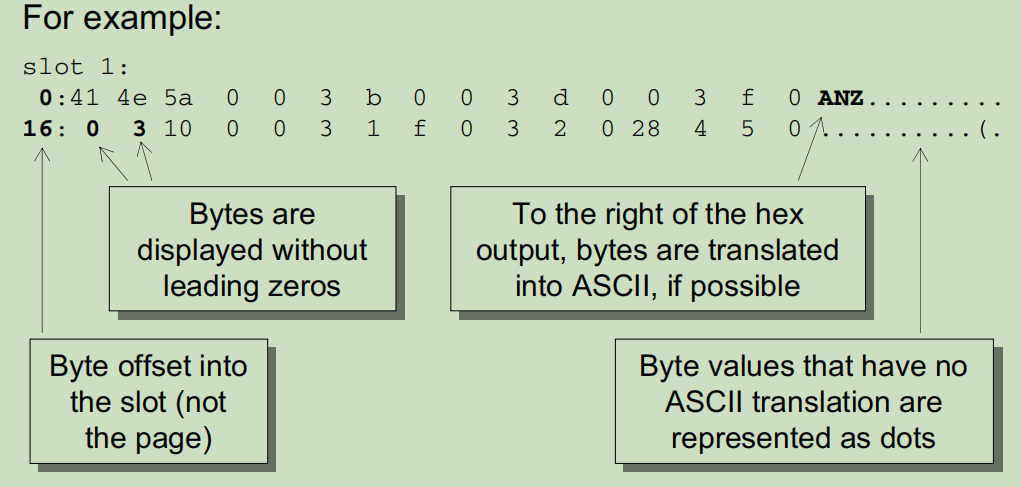 For example:
slot 1:
0:41 4e 5a 0 0 3 b 0 0 3 d 0 0 3 f 0 ANZ.........
16: 0 3 10 0 0 3 1 f 0 3 2 0 28 4 5 0 ..........(.
Bytes are
displayed without
leading zeros
To the right of the hex
output, bytes are translated
into ASCII, if possible
Byte offset into
the slot (not
the page)
Byte values that have no
ASCII translation are
represented as dots